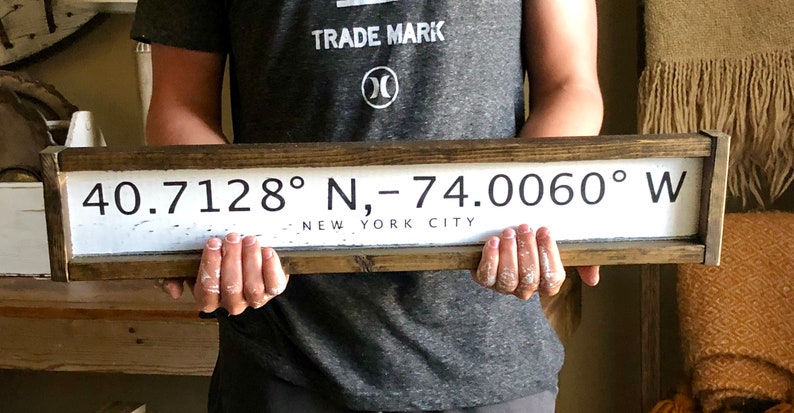 TRADE MARK
40.7128° N,-74.0060° W
NEW YORK CITY